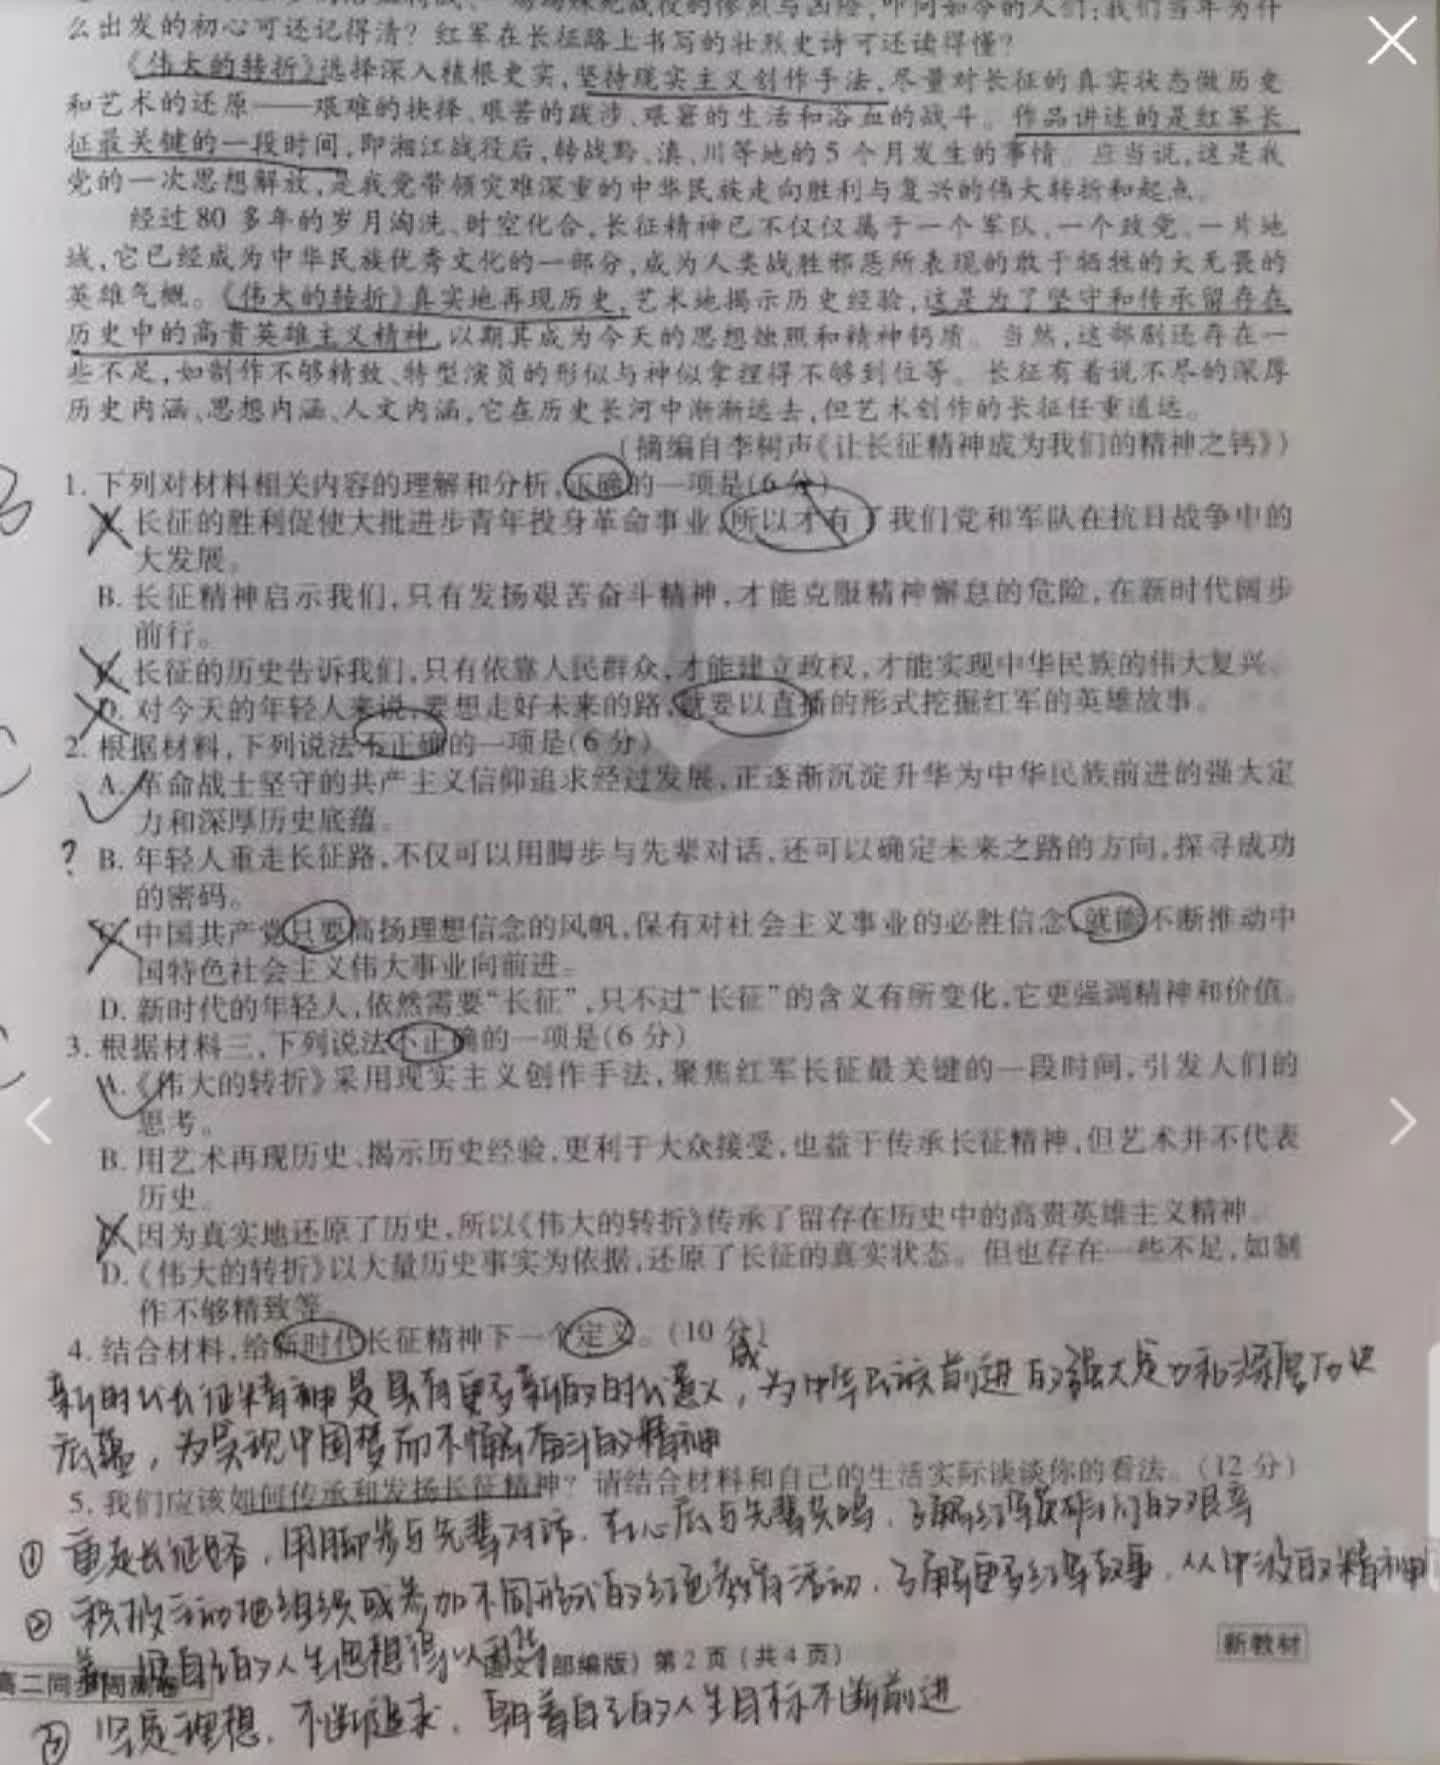 么出发的初心可还记得清？红军在长征路上书写的壮烈史诗可还读得懂？
《伟大的转折》选择深入植根史实，坚持现实主义创作手法，尽量对长征的真实状态做历史
和艺术的还原——艰难的抉择、艰苦的跋涉、艰窘的生活和浴血的战斗。作品讲述的是红军长
征最关键的一段时间，即湘江战役后，转战黔、滇、川等地的5个月发生的事情。应当说，这是我
党的一次思想解放，是我党带领灾难深重的中华民族走向胜利与复兴的伟大转折和起点。
经过80多年的岁月淘洗、时空化合，长征精神已不仅仅属于一个军队、一个政党、一片地
域，它已经成为中华民族优秀文化的一部分，成为人类战胜邪恶所表现的敢于牺牲的大无畏的
英雄气概。《伟大的转折》真实地再现历史，艺术地揭示历史经验，这是为了坚守和传承留存在
历史中的高贵英雄主义精神，以期其成为今天的思想烛照和精神钙质。当然，这部剧还存在一
些不足，如制作不够精致、特型演员的形似与神似拿捏得不够到位等。长征有着说不尽的深厚
历史内涵、思想内涵、人文内涵，它在历史长河中渐渐远去，但艺术创作的长征任重道远。
（摘编自李树声《让长征精神成为我们的精神之钙》）
1. 下列对材料相关内容的理解和分析，正确的一项是（6分）
长征的胜利促使大批进步青年投身革命事业，所以才有了我们党和军队在抗日战争中的
大发展。
B. 长征精神启示我们，只有发扬艰苦奋斗精神，才能克服精神懈怠的危险，在新时代阔步
前行。
长征的历史告诉我们，只有依靠人民群众，才能建立政权，才能实现中华民族的伟大复兴。
D. 对今天的年轻人来说，要想走好未来的路，就要以直播的形式挖掘红军的英雄故事。
2. 根据材料，下列说法不正确的一项是（6分）
A. 革命战士坚守的共产主义信仰追求经过发展，正逐渐沉淀升华为中华民族前进的强大定
力和深厚历史底蕴。
? B. 年轻人重走长征路，不仅可以用脚步与先辈对话，还可以确定未来之路的方向，探寻成功
的密码。
中国共产党只要高扬理想信念的风帆，保有对社会主义事业的必胜信念，就能不断推动中
国特色社会主义伟大事业向前进。
D. 新时代的年轻人，依然需要“长征”，只不过“长征”的含义有所变化，它更强调精神和价值。
3. 根据材料三，下列说法不正确的一项是（6分）
A.《伟大的转折》采用现实主义创作手法，聚焦红军长征最关键的一段时间，引发人们的
思考。
B. 用艺术再现历史、揭示历史经验，更利于大众接受，也益于传承长征精神，但艺术并不代表
历史。
因为真实地还原了历史，所以《伟大的转折》传承了留存在历史中的高贵英雄主义精神。
D.《伟大的转折》以大量历史事实为依据，还原了长征的真实状态。但也存在一些不足，如制
作不够精致等。
4. 结合材料，给新时代长征精神下一个定义。（10分）
新时代长征精神是具有更多新的时代意义，成为中华民族前进的强大定力和深厚历史
底蕴，为实现中国梦而不懈奋斗的精神
5. 我们应该如何传承和发扬长征精神？请结合材料和自己的生活实际谈谈你的看法。（12分）
① 重走长征路，用脚步与先辈对话，在心底与先辈共鸣，了解红军战士们的艰辛
② 积极主动地组织或参加不同形式的红色教育活动，了解更多红军故事，从中汲取精神
使自己的人生思想得以
语文（部编版） 第2页（共4页）
新教材
高二同步周测卷
③ 坚定理想，不断追求，朝着自己的人生目标不断前进